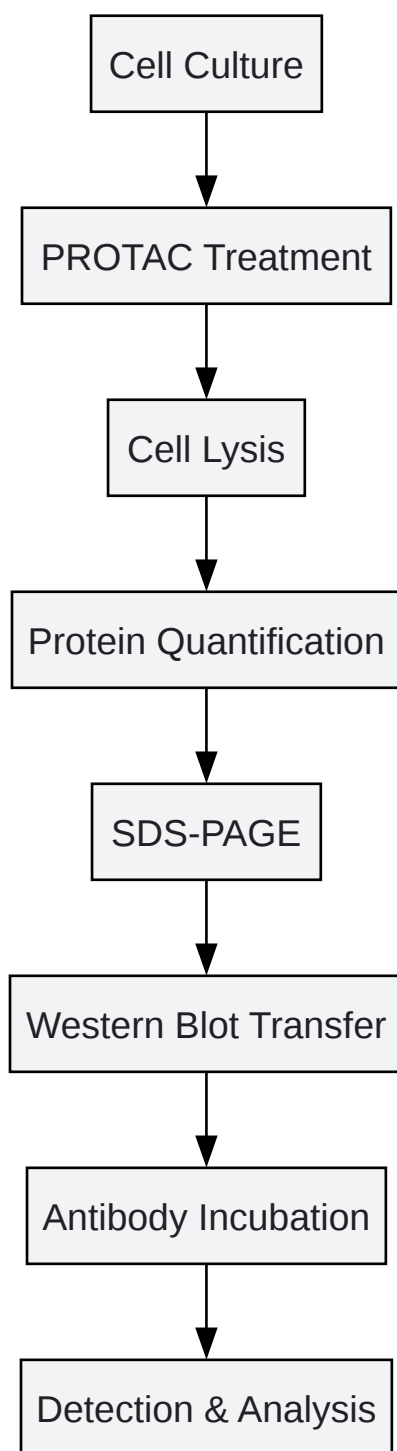 Cell Culture
PROTAC Treatment
Cell Lysis
Protein Quantification
SDS-PAGE
Western Blot Transfer
Antibody Incubation
Detection & Analysis